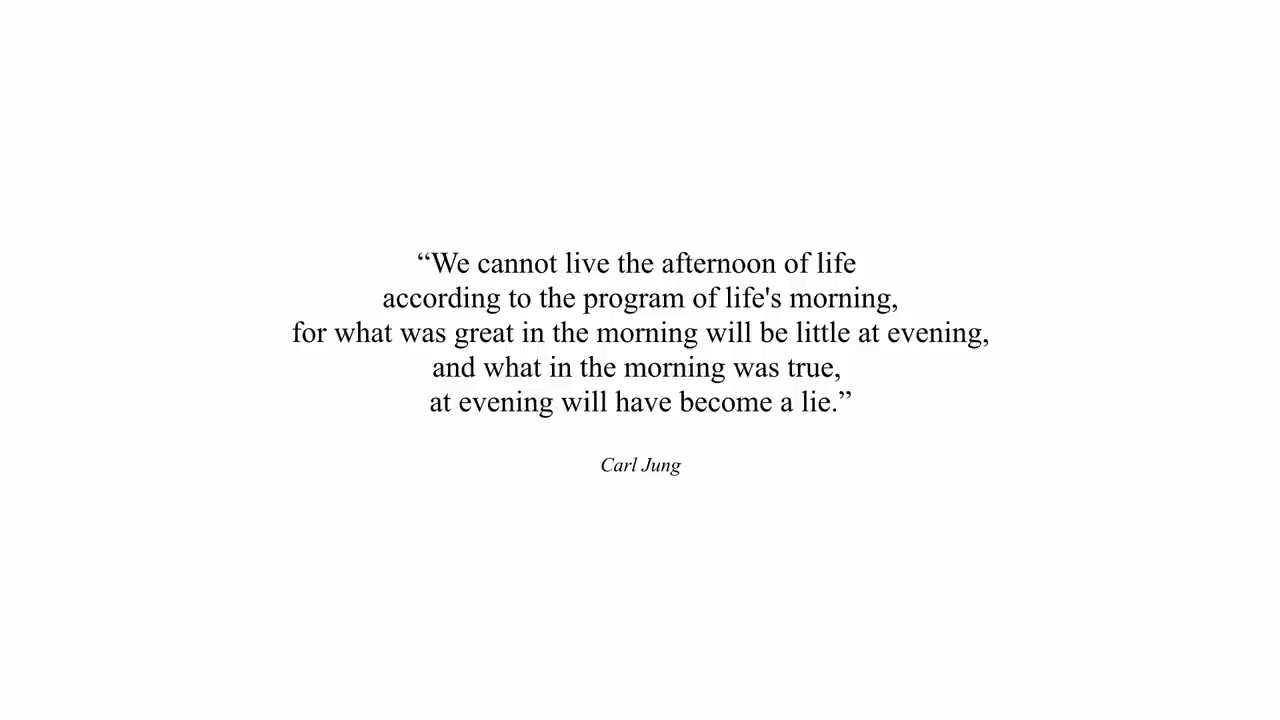 “We cannot live the afternoon of life
according to the program of life's morning,
for what was great in the morning will be little at evening,
and what in the morning was true,
at evening will have become a lie.”
Carl Jung